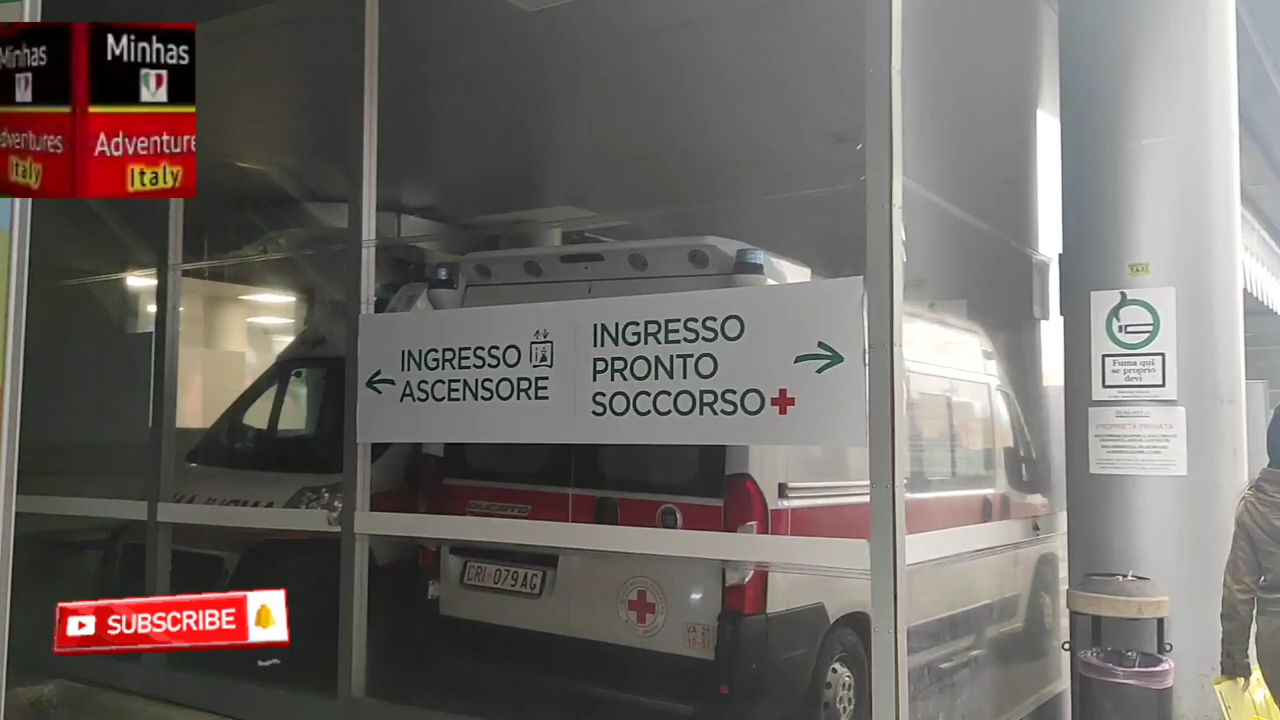 Minhas
Minhas
Adventures
Italy
Italy
INGRESSO
ASCENSORE
INGRESSO
PRONTO
SOCCORSO
DUCATO
CRI·079AG
TAXI
Fuma qui
se proprio
devi
PROPRIETÀ PRIVATA
SUBSCRIBE